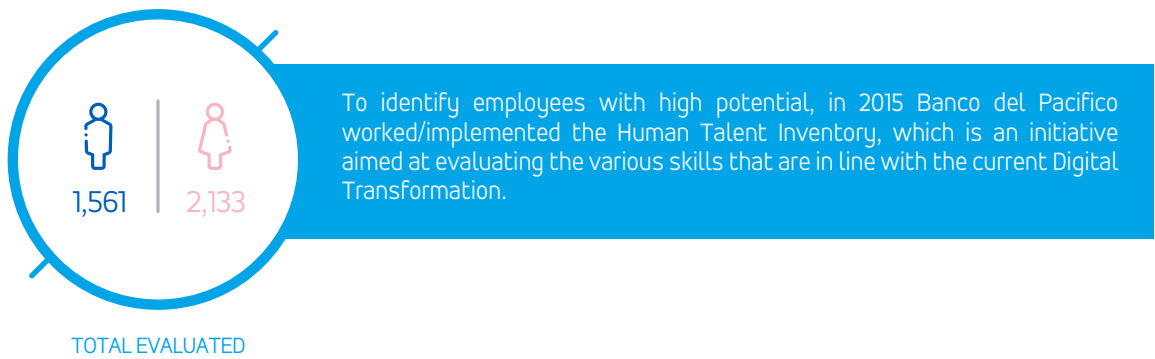 To identify employees with high potential, in 2015 Banco del Pacifico
worked/implemented the Human Talent Inventory, which is an initiative
aimed at evaluating the various skills that are in line with the current Digital
Transformation.
1,561
2,133
TOTAL EVALUATED